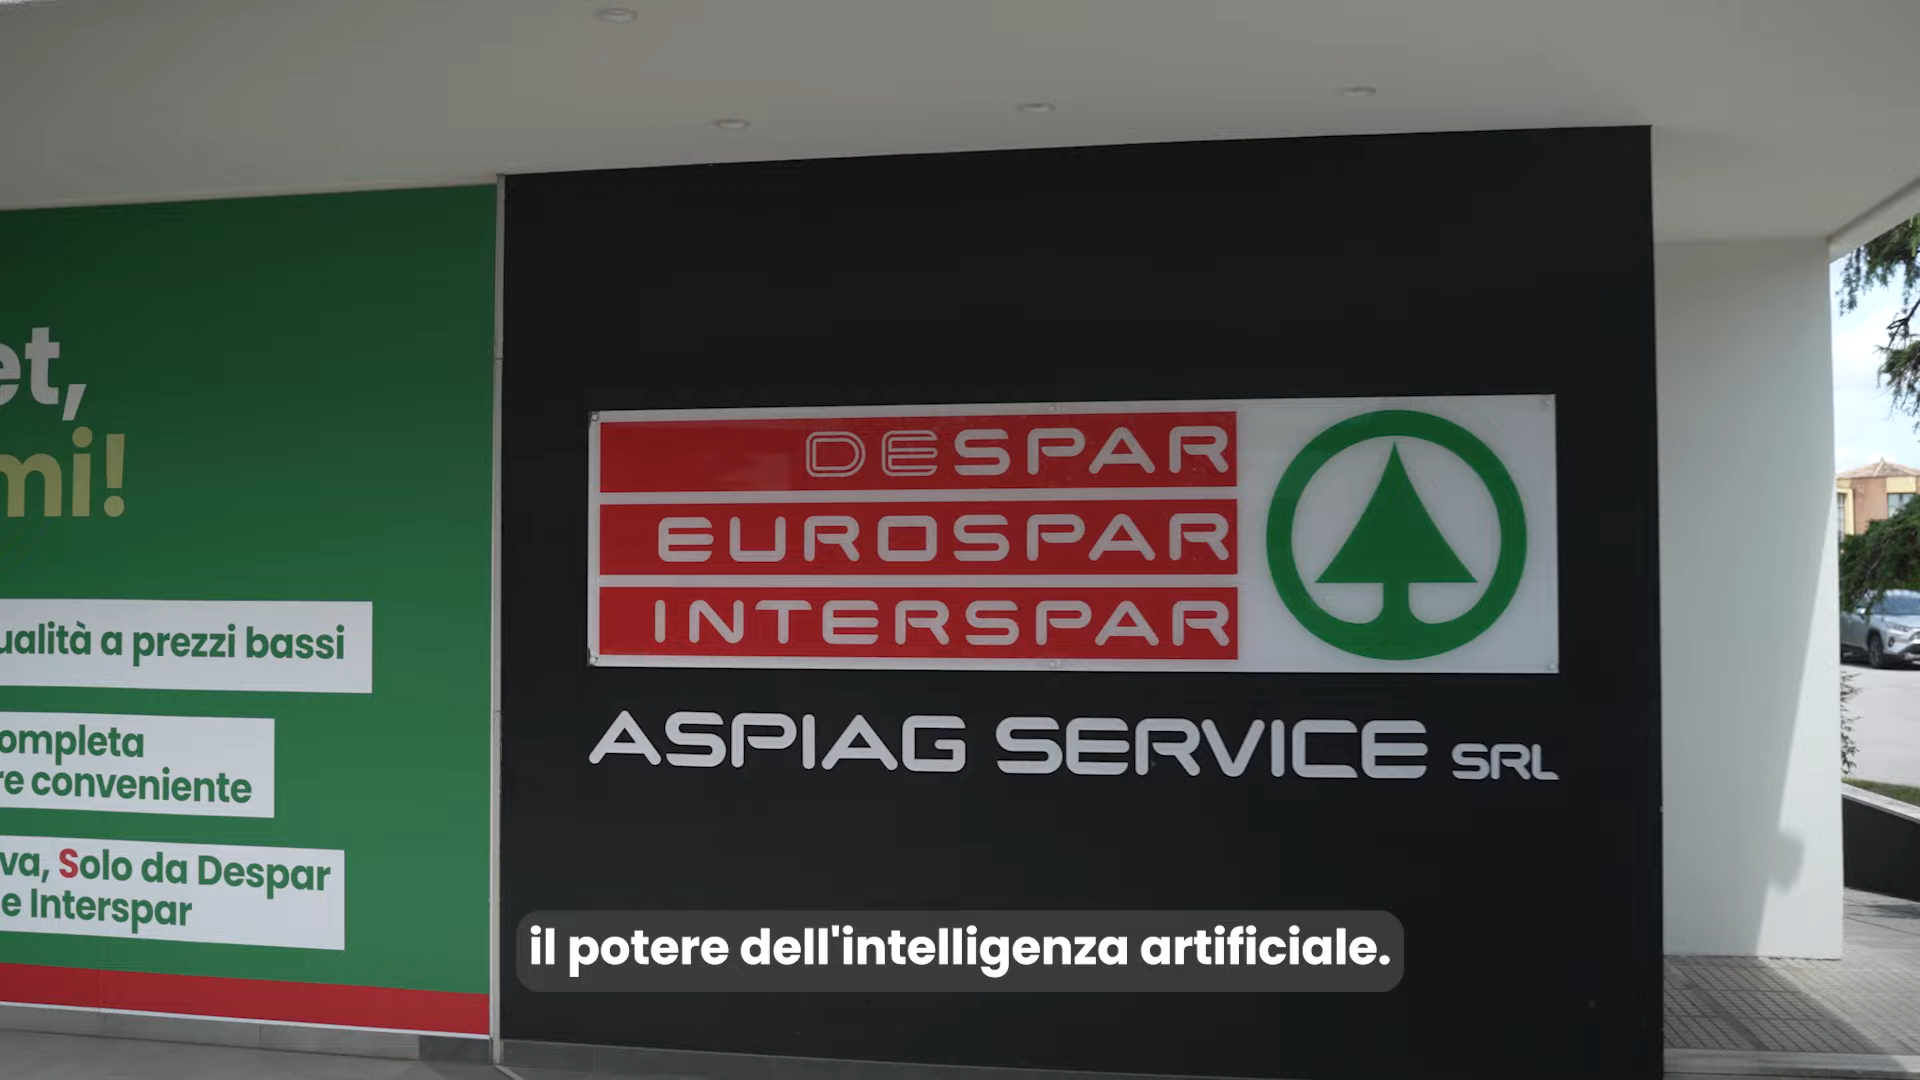 et,
mi!
ualità a prezzi bassi
ompleta
re conveniente
va, Solo da Despar
e Interspar
DESPAR
EUROSPAR
INTERSPAR
ASPIAG SERVICE SRL
il potere dell'intelligenza artificiale.